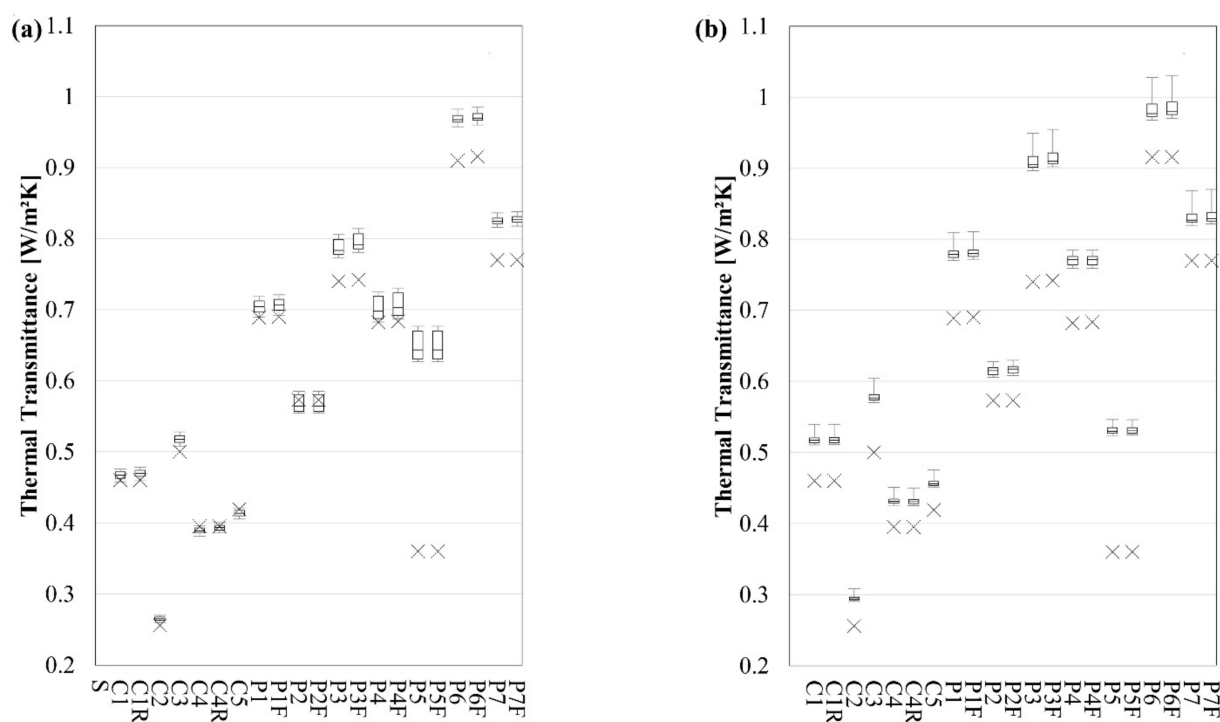 (a)
Thermal Transmittance [W/m²K]
1.1
1
0.9
0.8
0.7
0.6
0.5
0.4
0.3
0.2
S
C1
C1R
C2
C3
C4
C4R
C5
P1
P1F
P2
P2F
P3
P3F
P4
P4F
P5
P5F
P6
P6F
P7
P7F
(b)
Thermal Transmittance [W/m²K]
1.1
1
0.9
0.8
0.7
0.6
0.5
0.4
0.3
0.2
C1
C1R
C2
C3
C4
C4R
C5
P1
P1F
P2
P2F
P3
P3F
P4
P4F
P5
P5F
P6
P6F
P7
P7F